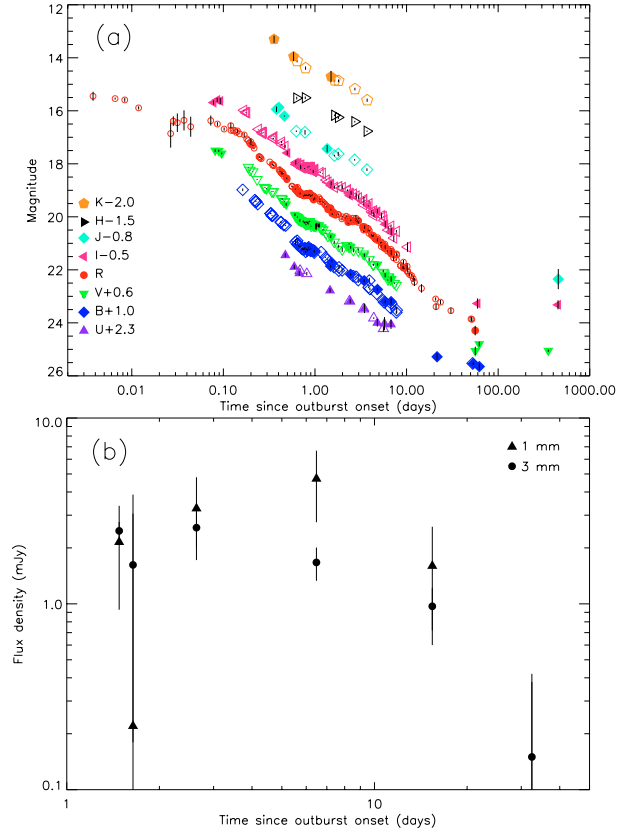 (a)
12
14
16
18
20
22
24
26
Magnitude
K-2.0
H-1.5
J-0.8
I-0.5
R
V+0.6
B+1.0
U+2.3
0.01 0.10 1.00 10.00 100.00 1000.00
Time since outburst onset (days)
(b)
10.0
1.0
0.1
Flux density (mJy)
1 mm
3 mm
1 10
Time since outburst onset (days)